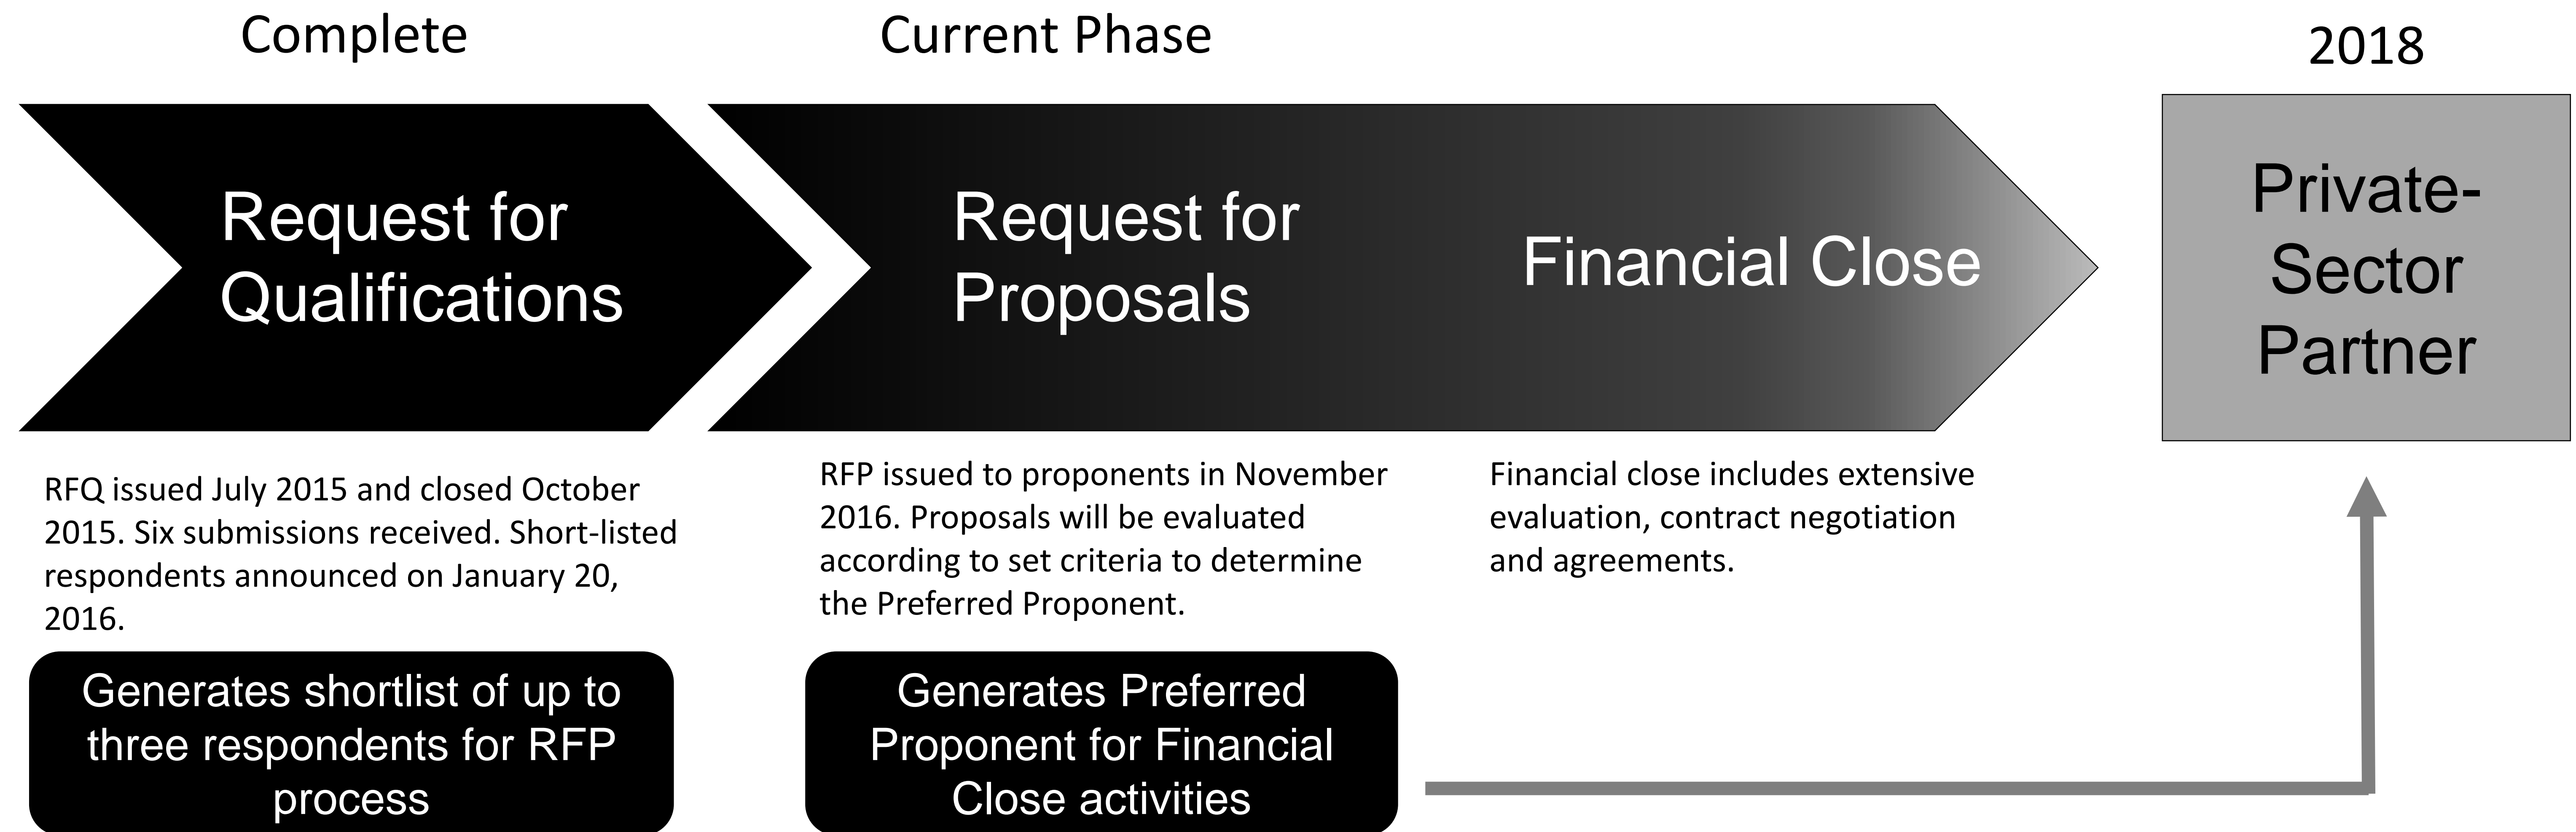 Complete
Current Phase
2018
Request for
Qualifications
Request for
Proposals
Financial Close
Private-
Sector
Partner
RFQ issued July 2015 and closed October
2015. Six submissions received. Short-listed
respondents announced on January 20,
2016.
RFP issued to proponents in November
2016. Proposals will be evaluated
according to set criteria to determine
the Preferred Proponent.
Financial close includes extensive
evaluation, contract negotiation
and agreements.
Generates shortlist of up to
three respondents for RFP
process
Generates Preferred
Proponent for Financial
Close activities